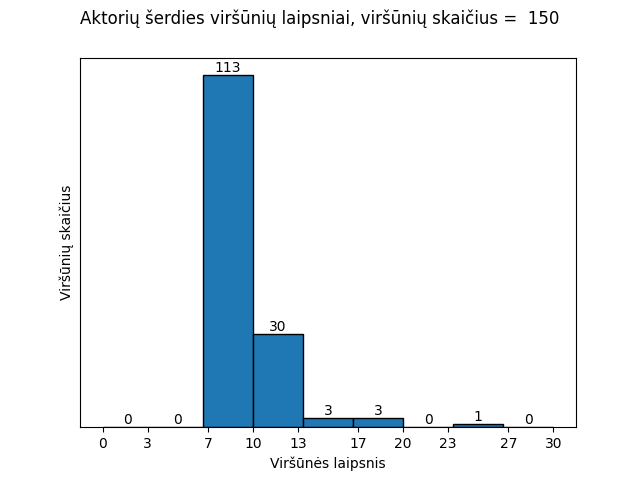 Aktorių šerdies viršūnių laipsniai, viršūnių skaičius =  150
Viršūnių skaičius
113
30
0 0 3 3 0 1 0
0 3 7 10 13 17 20 23 27 30
Viršūnės laipsnis